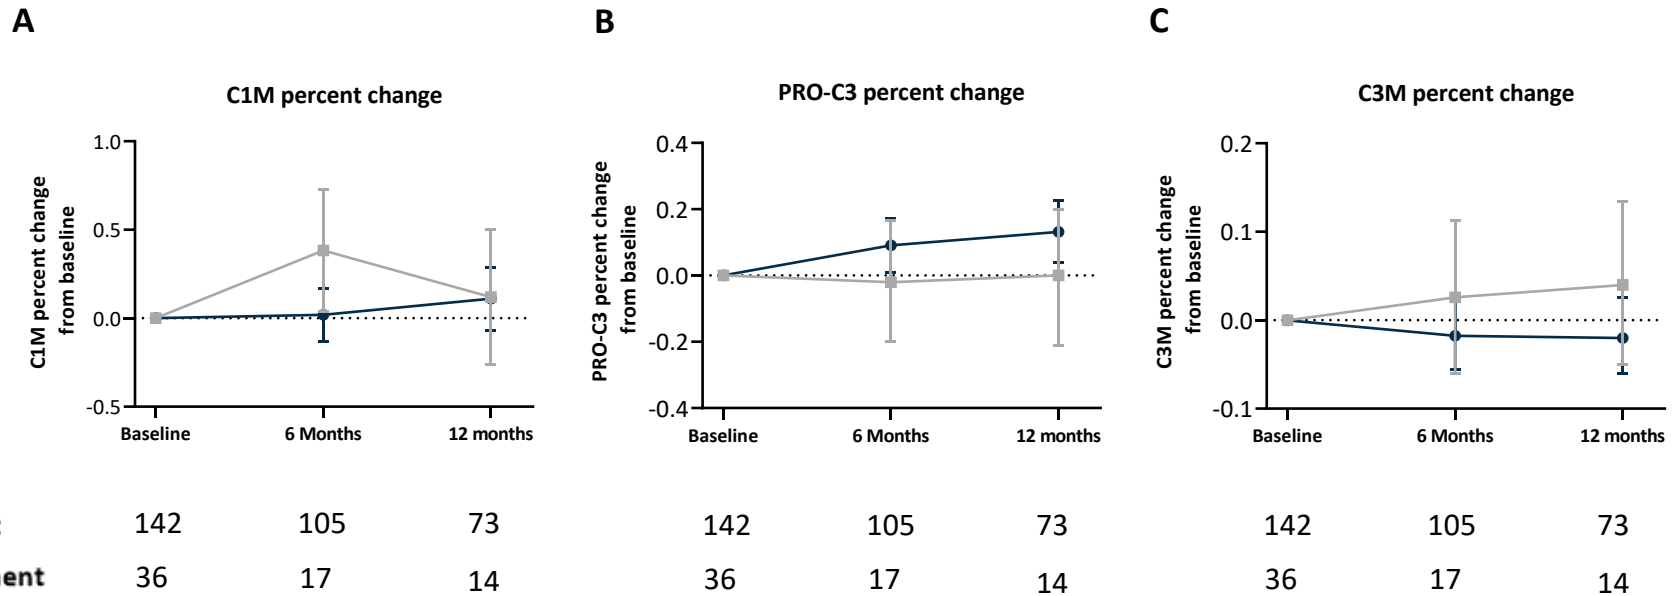 A
B
C
C1M percent change
PRO-C3 percent change
C3M percent change
C1M percent change
from baseline
1.0
0.5
0.0
-0.5
Baseline
6 Months
12 months
PRO-C3 percent change
from baseline
0.4
0.2
0.0
-0.2
-0.4
Baseline
6 Months
12 months
C3M percent change
from baseline
0.2
0.1
0.0
-0.1
Baseline
6 Months
12 months
142 105 73 142 105 73 142 105 73
36 17 14 36 17 14 36 17 14